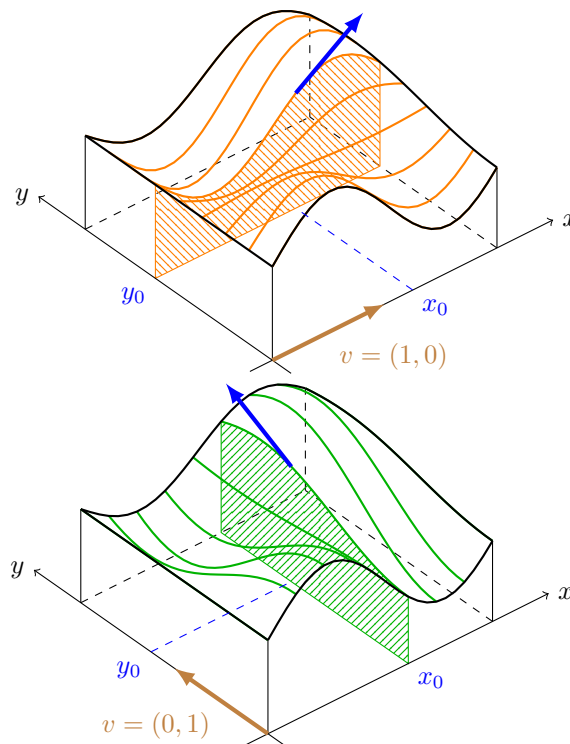 y
x
y₀
x₀
v = (1, 0)
y
x
y₀
x₀
v = (0, 1)